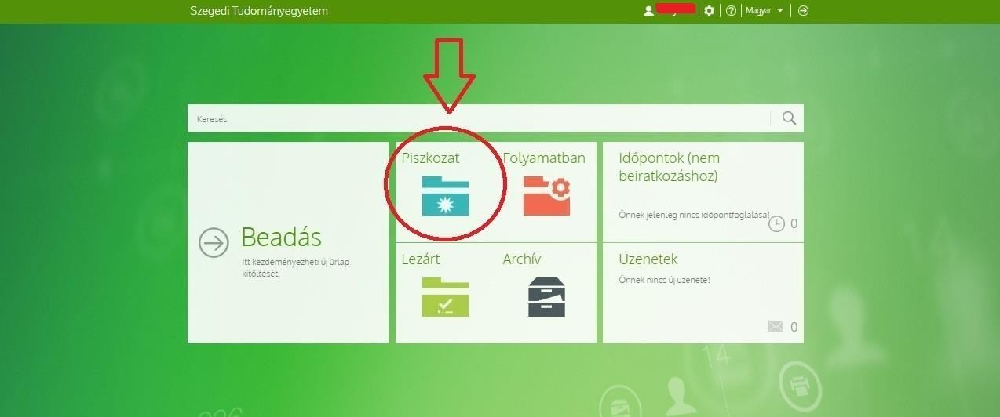 Szegedi Tudományegyetem
Magyar
Keresés
Beadás
Itt kezdeményezheti új űrlap
kitöltését.
Piszkozat
Folyamatban
Lezárt
Archív
Időpontok (nem
beiratkozáshoz)
Önnek jelenleg nincs időpontfoglalása!
0
Üzenetek
Önnek nincs új üzenete!
0
14